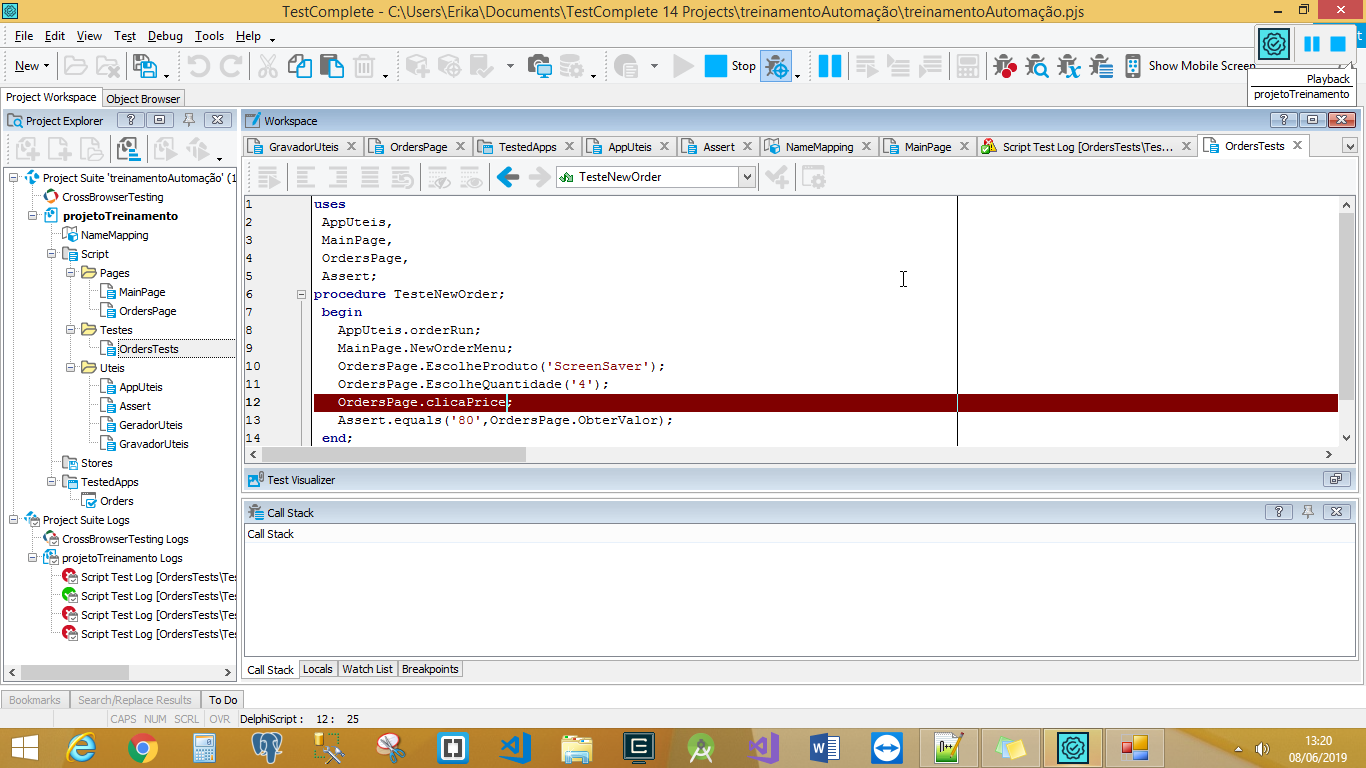 TestComplete - C:\Users\Erika\Documents\TestComplete 14 Projects\treinamentoAutomação\treinamentoAutomação.pjs
File Edit View Test Debug Tools Help
New Stop Show Mobile Screen
Playback
projetoTreinamento
Project Workspace Object Browser
Project Explorer
Project Suite 'treinamentoAutomação' (1
CrossBrowserTesting
projetoTreinamento
NameMapping
Script
Pages
MainPage
OrdersPage
Testes
OrdersTests
Uteis
AppUteis
Assert
GeradorUteis
GravadorUteis
Stores
TestedApps
Orders
Project Suite Logs
CrossBrowserTesting Logs
projetoTreinamento Logs
Script Test Log [OrdersTests\Tes
Script Test Log [OrdersTests\Tes
Script Test Log [OrdersTests\Tes
Script Test Log [OrdersTests\Tes
Workspace
GravadorUteis OrdersPage TestedApps AppUteis Assert NameMapping MainPage Script Test Log [OrdersTests\Tes... OrdersTests
TesteNewOrder
1 uses
2 AppUteis,
3 MainPage,
4 OrdersPage,
5 Assert;
6 procedure TesteNewOrder;
7 begin
8 AppUteis.orderRun;
9 MainPage.NewOrderMenu;
10 OrdersPage.EscolheProduto('ScreenSaver');
11 OrdersPage.EscolheQuantidade('4');
12 OrdersPage.clicaPrice;
13 Assert.equals('80',OrdersPage.ObterValor);
14 end;
Test Visualizer
Call Stack
Call Stack
Call Stack Locals Watch List Breakpoints
Bookmarks Search/Replace Results To Do
CAPS NUM SCRL OVR DelphiScript : 12 : 25
13:20
08/06/2019